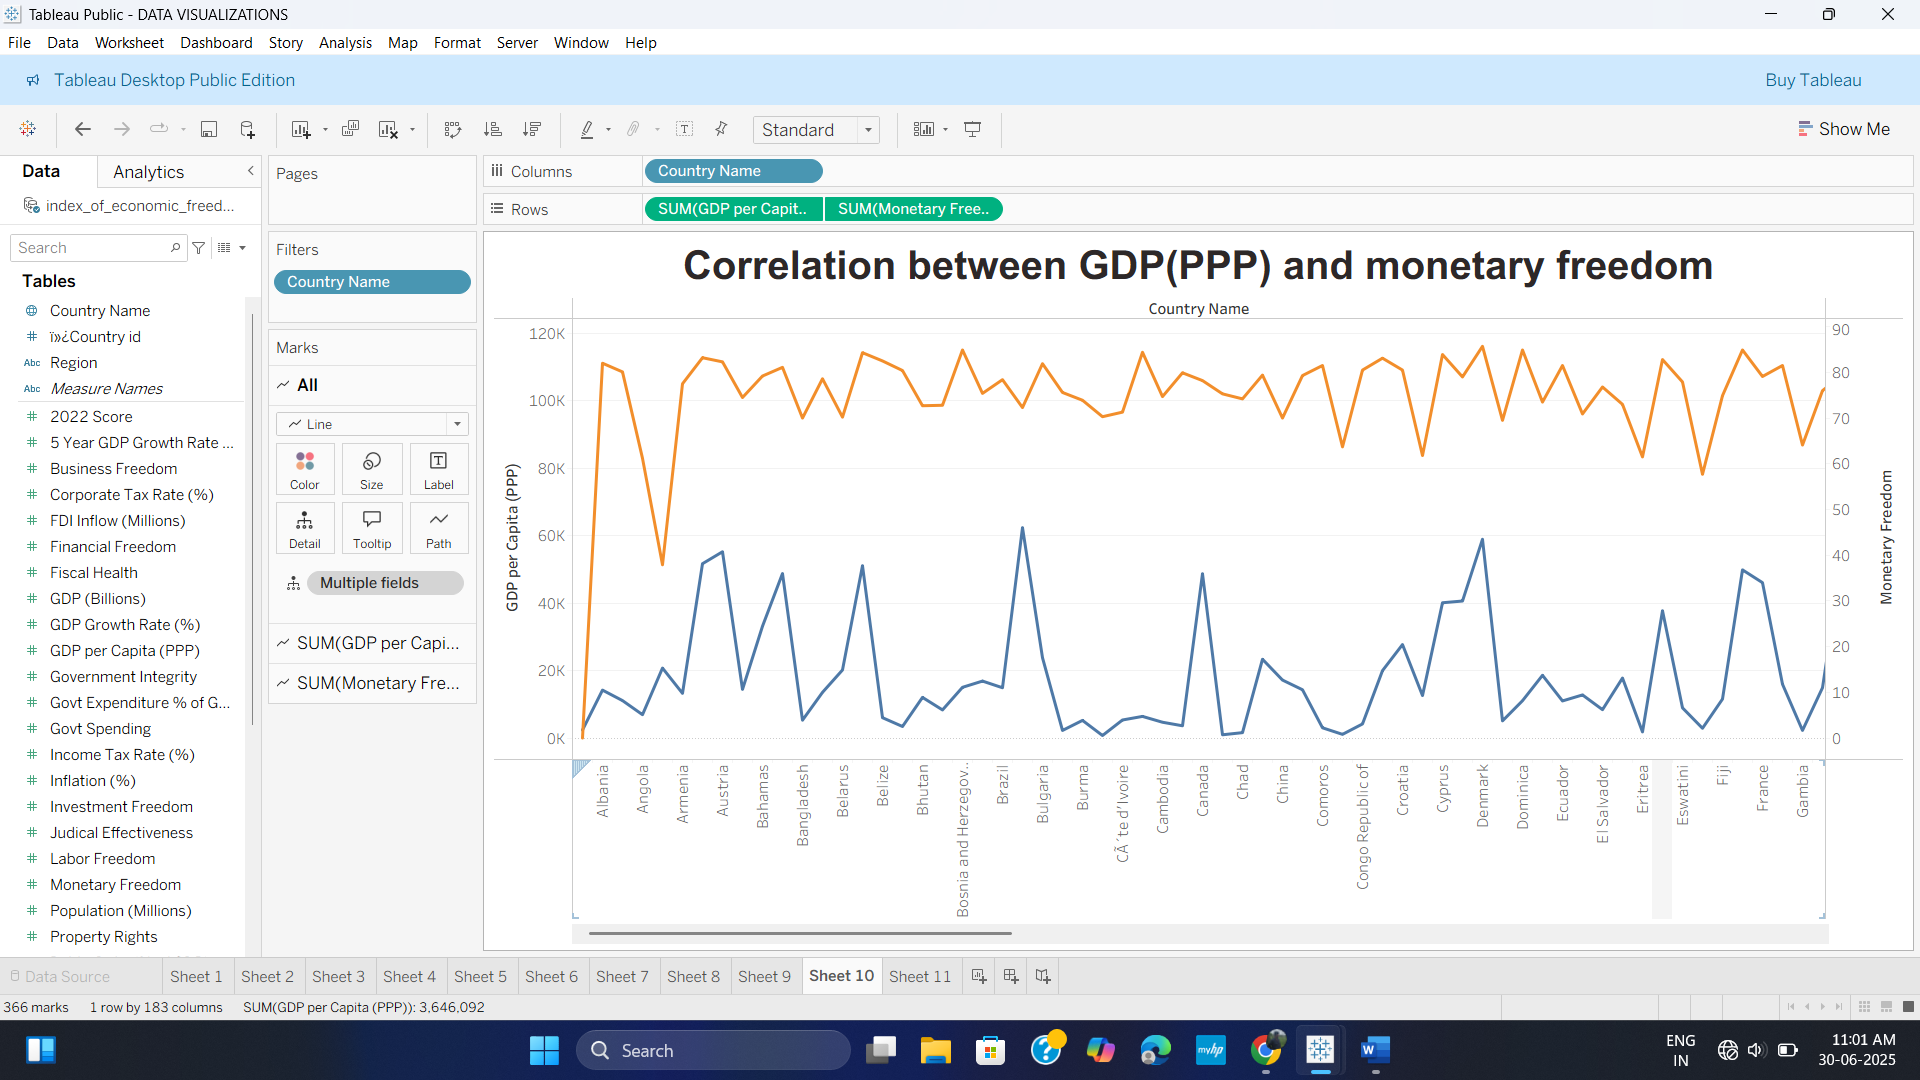 Tableau Public - DATA VISUALIZATIONS
File Data Worksheet Dashboard Story Analysis Map Format Server Window Help
Tableau Desktop Public Edition Buy Tableau
Standard Show Me
Data Analytics
index_of_economic_freed...
Search
Tables
Country Name
ï»¿Country id
Region
Measure Names
2022 Score
5 Year GDP Growth Rate ...
Business Freedom
Corporate Tax Rate (%)
FDI Inflow (Millions)
Financial Freedom
Fiscal Health
GDP (Billions)
GDP Growth Rate (%)
GDP per Capita (PPP)
Government Integrity
Govt Expenditure % of G...
Govt Spending
Income Tax Rate (%)
Inflation (%)
Investment Freedom
Judical Effectiveness
Labor Freedom
Monetary Freedom
Population (Millions)
Property Rights
Pages
Filters
Country Name
Marks
All
Line
Color Size Label
Detail Tooltip Path
Multiple fields
SUM(GDP per Capi...
SUM(Monetary Fre...
Columns Country Name
Rows SUM(GDP per Capit.. SUM(Monetary Free..
Correlation between GDP(PPP) and monetary freedom
Country Name
GDP per Capita (PPP)
120K
100K
80K
60K
40K
20K
0K
90
80
70
60
50
40
30
20
10
0
Monetary Freedom
Albania
Angola
Armenia
Austria
Bahamas
Bangladesh
Belarus
Belize
Bhutan
Bosnia and Herzegov..
Brazil
Bulgaria
Burma
CÃ´te d'Ivoire
Cambodia
Canada
Chad
China
Comoros
Congo Republic of
Croatia
Cyprus
Denmark
Dominica
Ecuador
El Salvador
Eritrea
Eswatini
Fiji
France
Gambia
Data Source Sheet 1 Sheet 2 Sheet 3 Sheet 4 Sheet 5 Sheet 6 Sheet 7 Sheet 8 Sheet 9 Sheet 10 Sheet 11
366 marks 1 row by 183 columns SUM(GDP per Capita (PPP)): 3,646,092
Search
myhp
ENG
IN
11:01 AM
30-06-2025